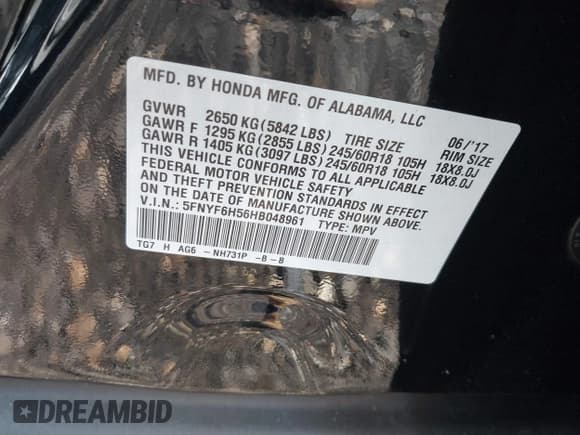 MFD. BY HONDA MFG. OF ALABAMA, LLC
GVWR 2650 KG(5842 LBS) TIRE SIZE 06/'17 RIM SIZE
GAWR F 1295 KG(2855 LBS)245/60R18 105H 18X8.0J
GAWR R 1405 KG(3097 LBS)245/60R18 105H 18X8.0J
THIS VEHICLE CONFORMS TO ALL APPLICABLE
FEDERAL MOTOR VEHICLE SAFETY
AND THEFT PREVENTION STANDARDS IN EFFECT
ON THE DATE OF MANUFACTURE SHOWN ABOVE.
V.I.N.: 5FNYF6H56HB048961 TYPE: MPV
TG7 H AG6 -NH731P -B-B
DREAMBID